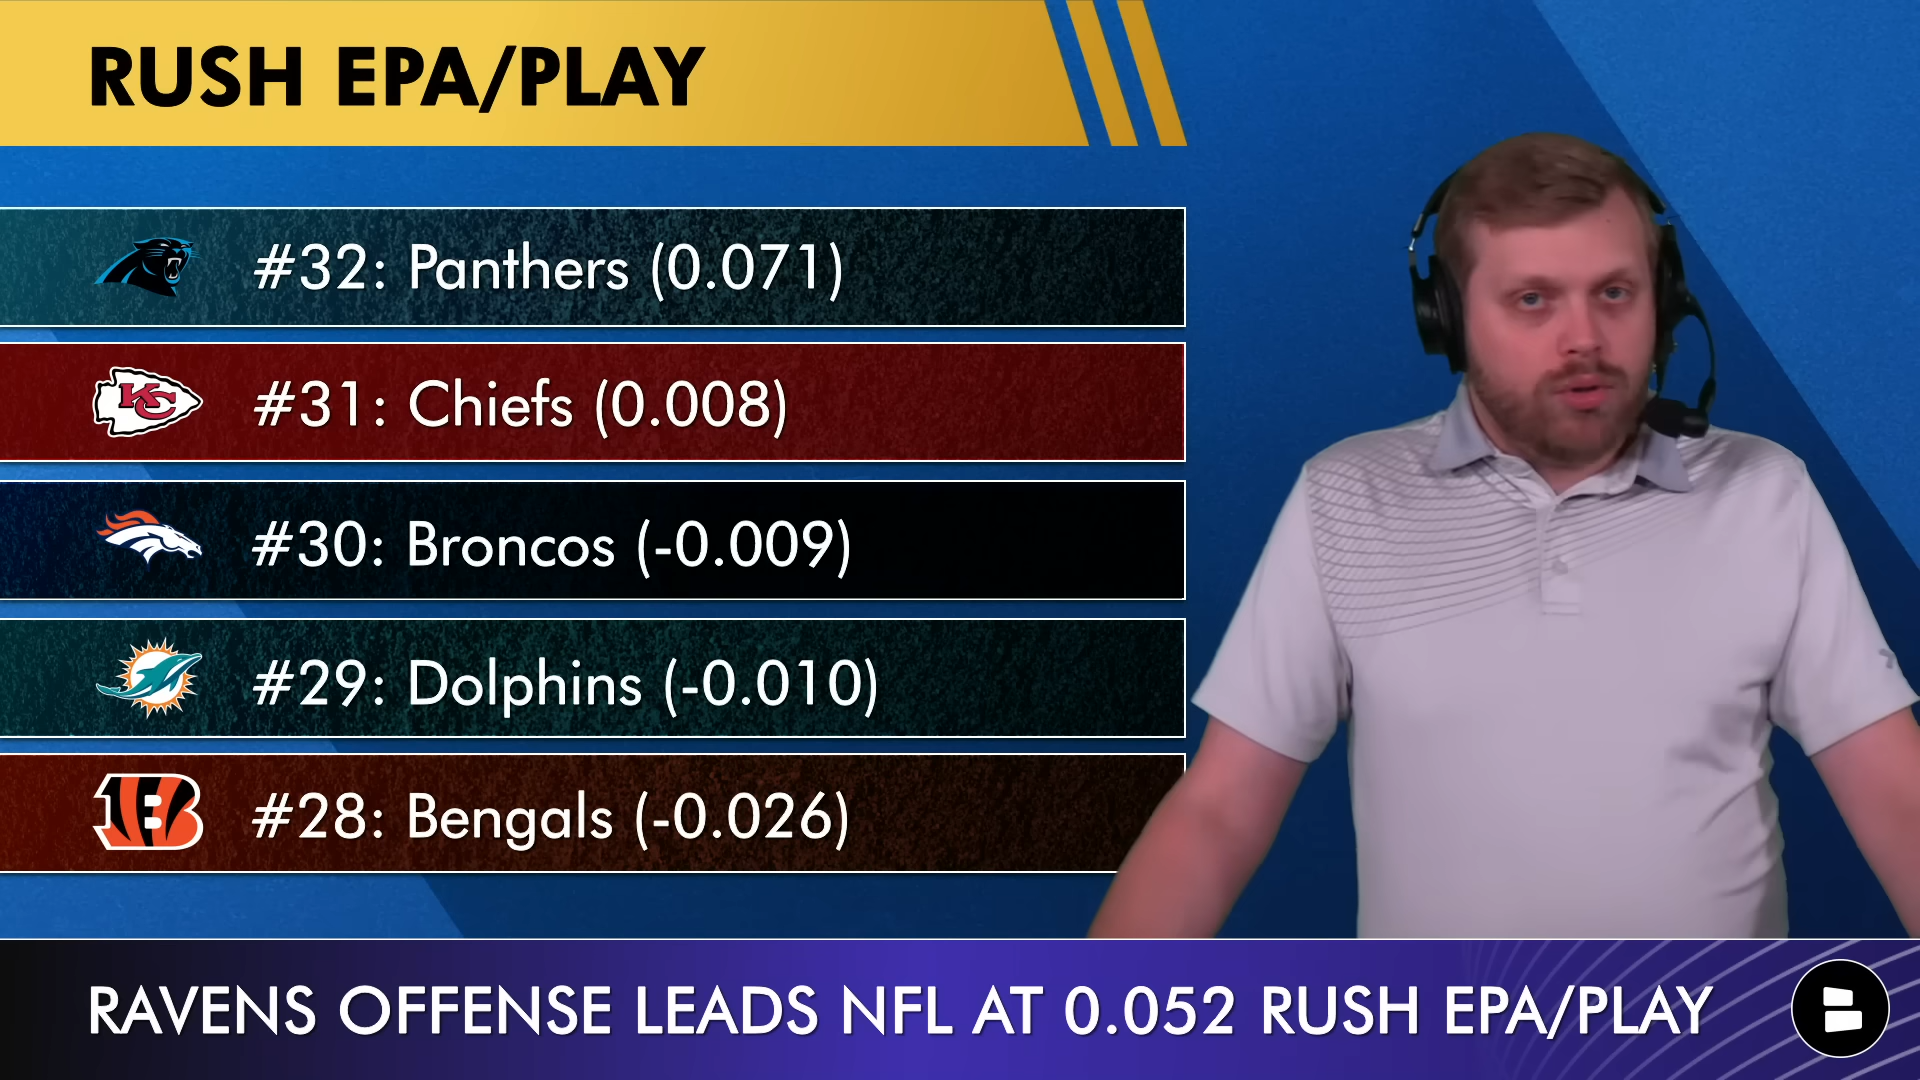 RUSH EPA/PLAY
#32: Panthers (0.071)
KC
#31: Chiefs (0.008)
#30: Broncos (-0.009)
#29: Dolphins (-0.010)
B
#28: Bengals (-0.026)
RAVENS OFFENSE LEADS NFL AT 0.052 RUSH EPA/PLAY